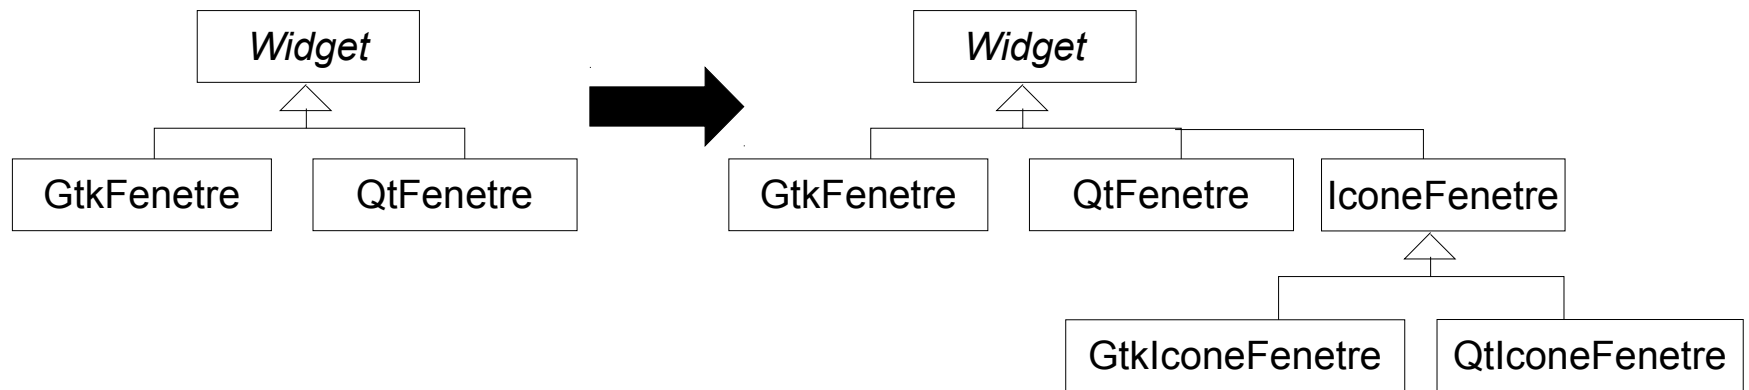 Widget
GtkFenetre
QtFenetre
Widget
GtkFenetre
QtFenetre
IconeFenetre
GtkIconeFenetre
QtIconeFenetre